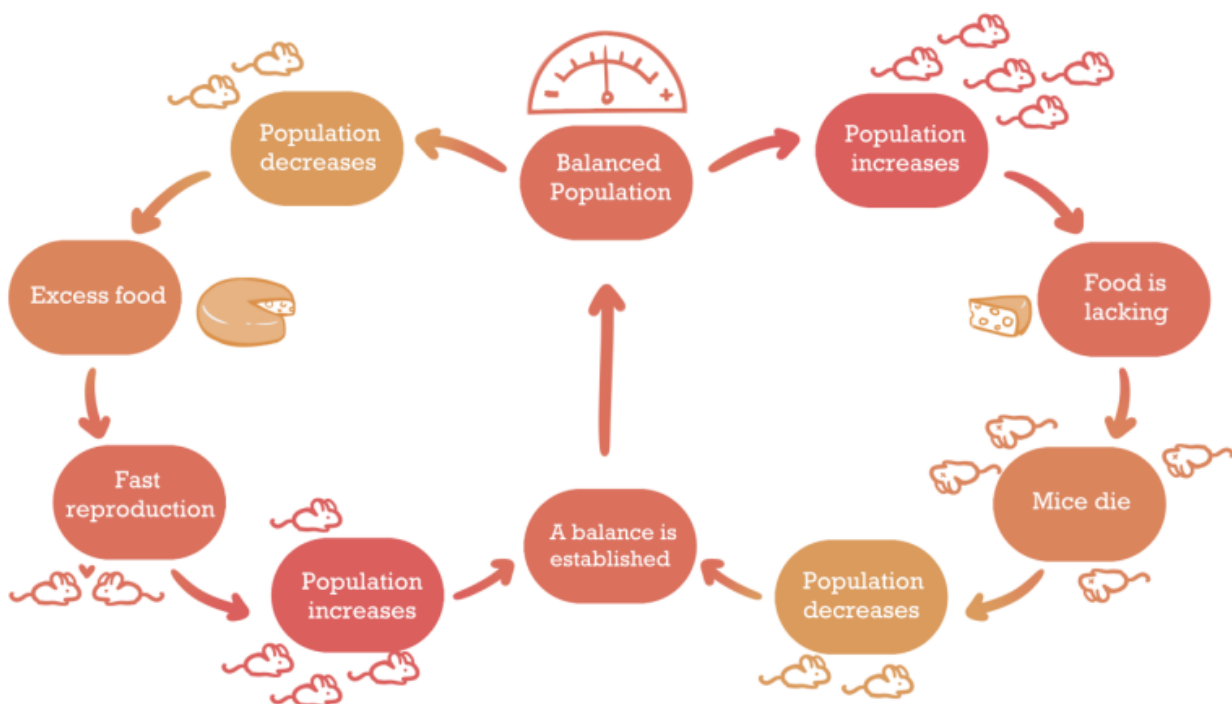 Population
decreases
Balanced
Population
Population
increases
-
+
Excess food
Food is
lacking
Fast
reproduction
Mice die
A balance is
established
Population
increases
Population
decreases